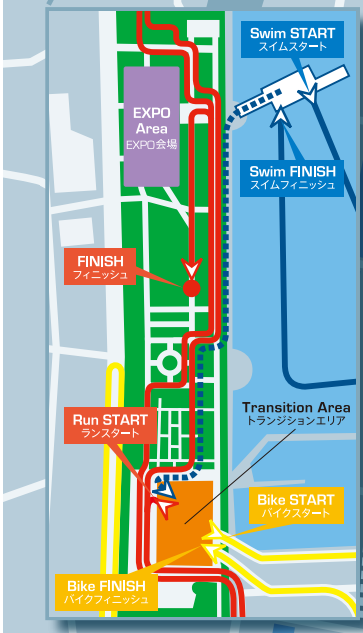 Swim START
スイムスタート
EXPO
Area
EXPO会場
Swim FINISH
スイムフィニッシュ
FINISH
フィニッシュ
Transition Area
トランジションエリア
Run START
ランスタート
Bike START
バイクスタート
Bike FINISH
バイクフィニッシュ